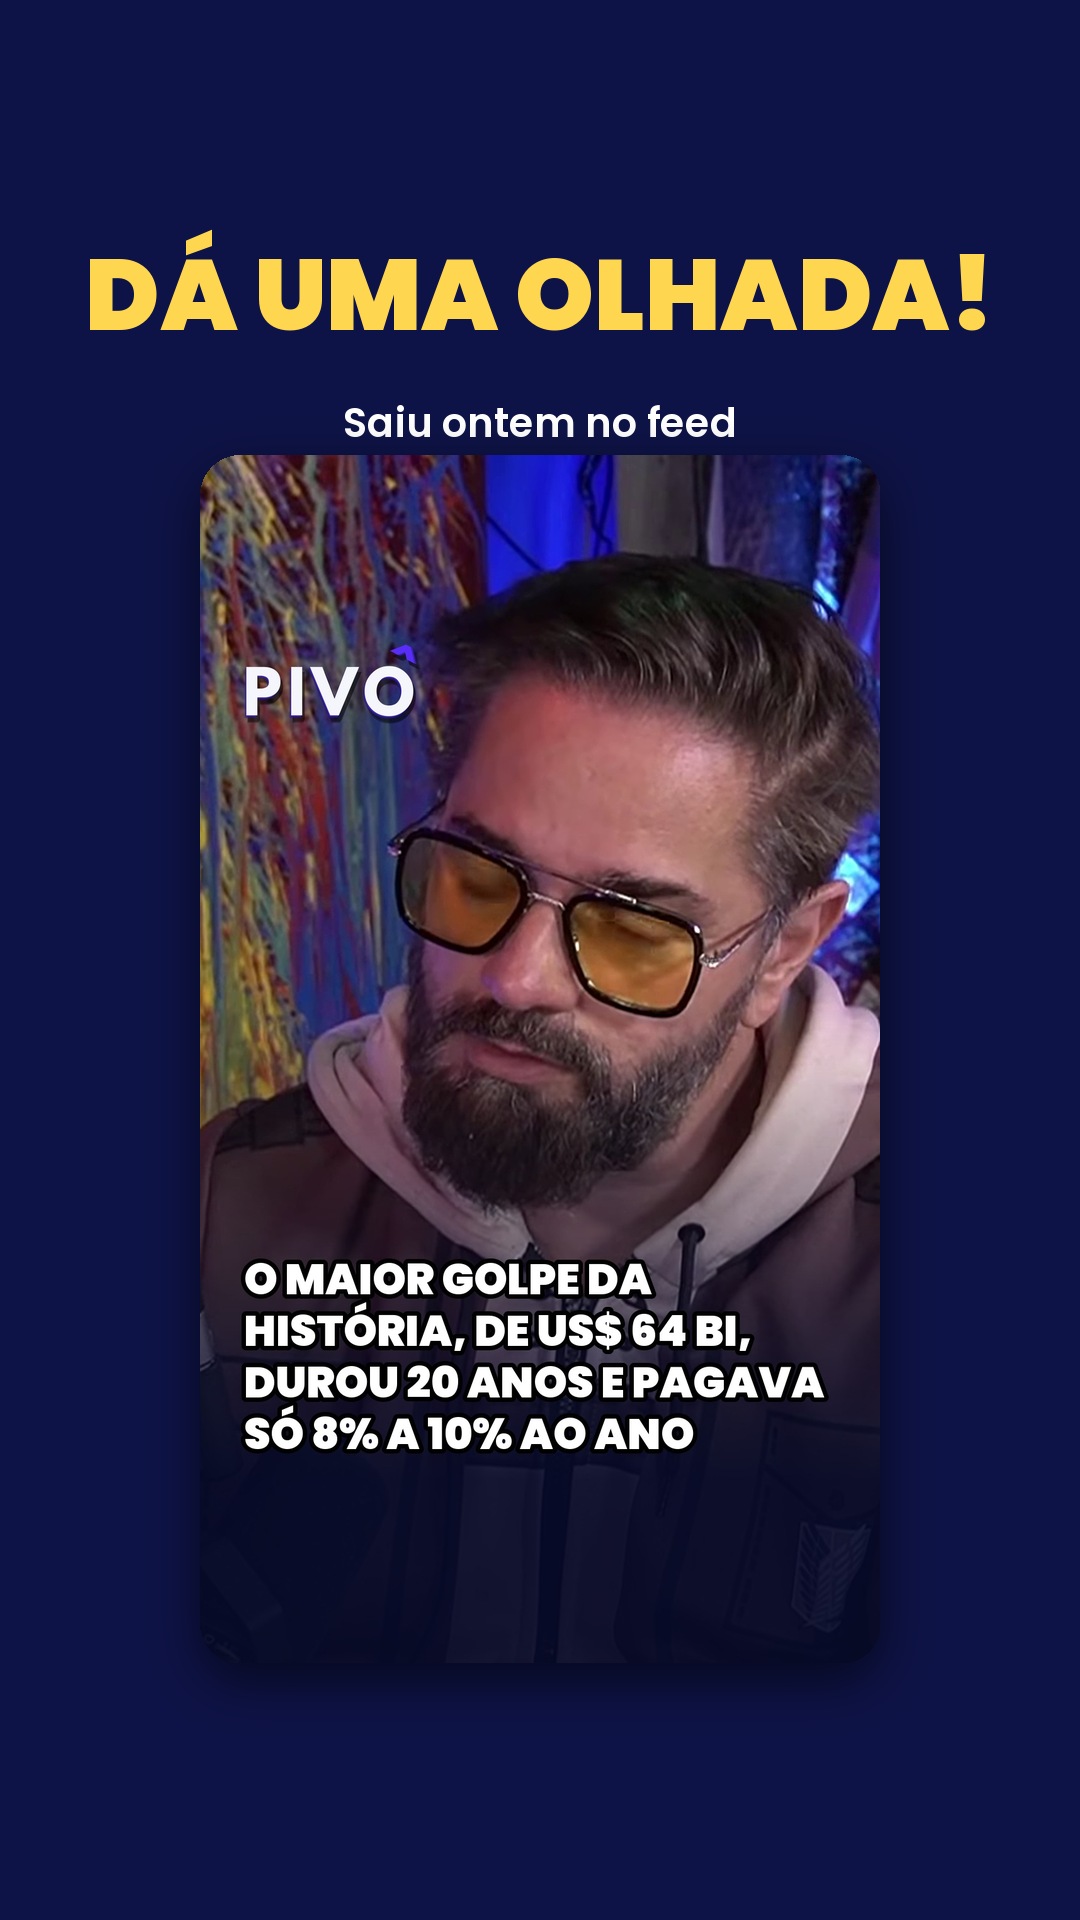 DÁ UMA OLHADA!
Saiu ontem no feed
PIVÔ
O MAIOR GOLPE DA
HISTÓRIA, DE US$ 64 BI,
DUROU 20 ANOS E PAGAVA
SÓ 8% A 10% AO ANO